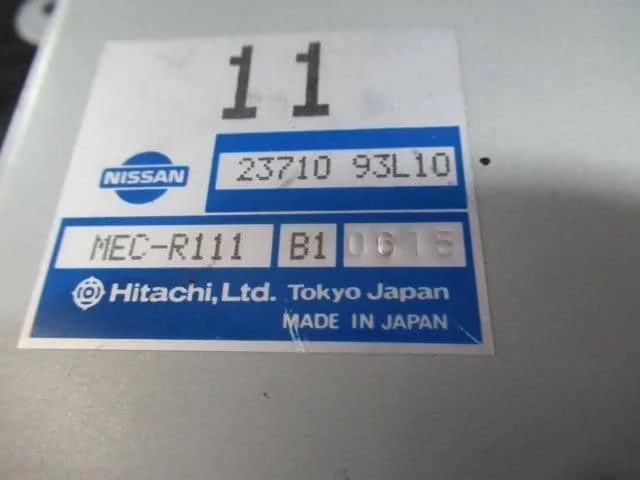 11
NISSAN
23710 93L10
MEC-R111 B1 0615
Hitachi, Ltd. Tokyo Japan
MADE IN JAPAN